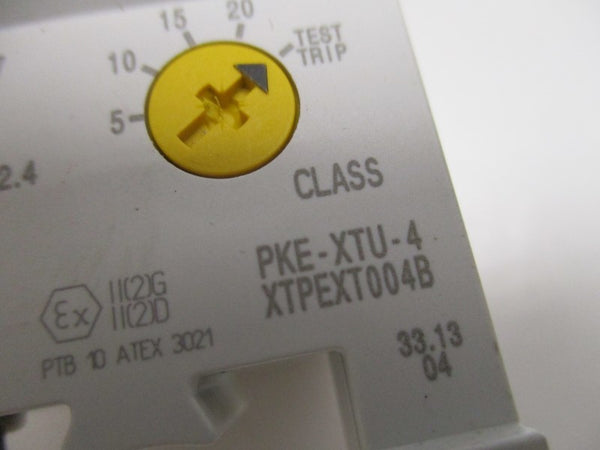 20
15
TEST
TRIP
10
5
2.4
CLASS
PKE-XTU-4
XTPEXT004B
Ex II(2)G
II(2)D
PTB 10 ATEX 3021
33.13
04